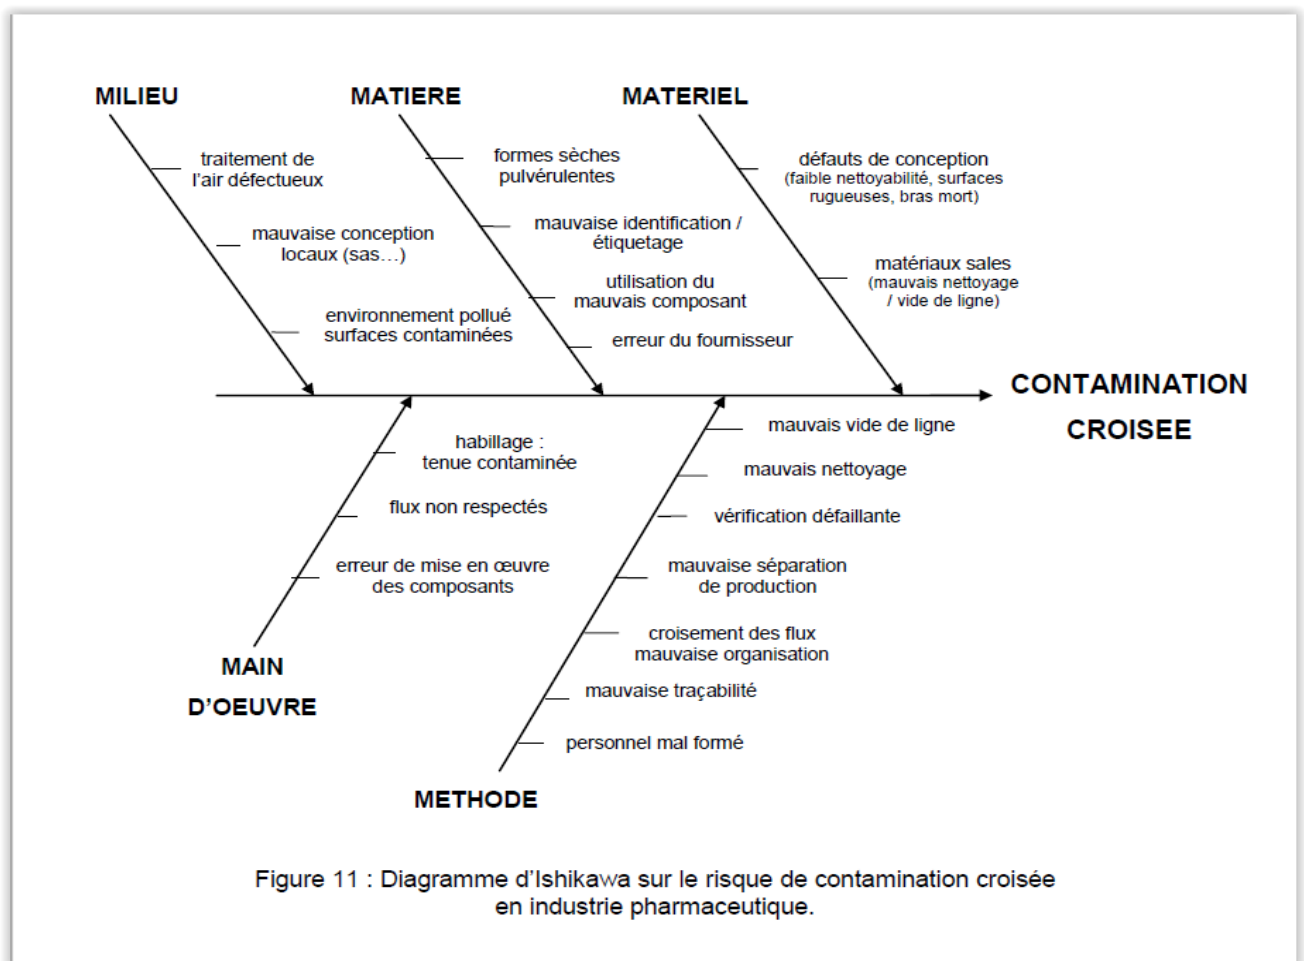 MILIEU
MATIERE
MATERIEL
traitement de
l'air défectueux
mauvaise conception
locaux (sas…)
environnement pollué
surfaces contaminées
formes sèches
pulvérulentes
mauvaise identification /
étiquetage
utilisation du
mauvais composant
erreur du fournisseur
défauts de conception
(faible nettoyabilité, surfaces
rugueuses, bras mort)
matériaux sales
(mauvais nettoyage
/ vide de ligne)
CONTAMINATION
CROISEE
habillage :
tenue contaminée
flux non respectés
erreur de mise en œuvre
des composants
MAIN
D'OEUVRE
mauvais vide de ligne
mauvais nettoyage
vérification défaillante
mauvaise séparation
de production
croisement des flux
mauvaise organisation
mauvaise traçabilité
personnel mal formé
METHODE
Figure 11 : Diagramme d'Ishikawa sur le risque de contamination croisée
en industrie pharmaceutique.